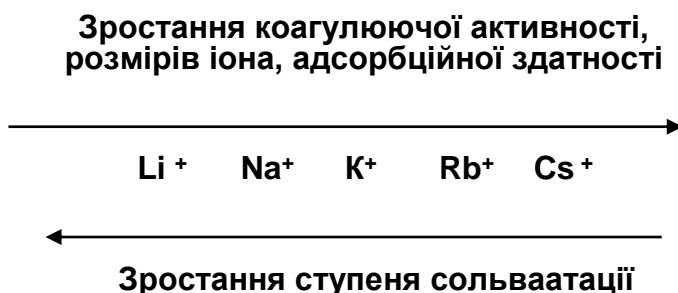 Зростання коагулюючої активності,
розмірів іона, адсорбційної здатності
Li + Na+ К+ Rb+ Cs +
Зростання ступеня сольваатації